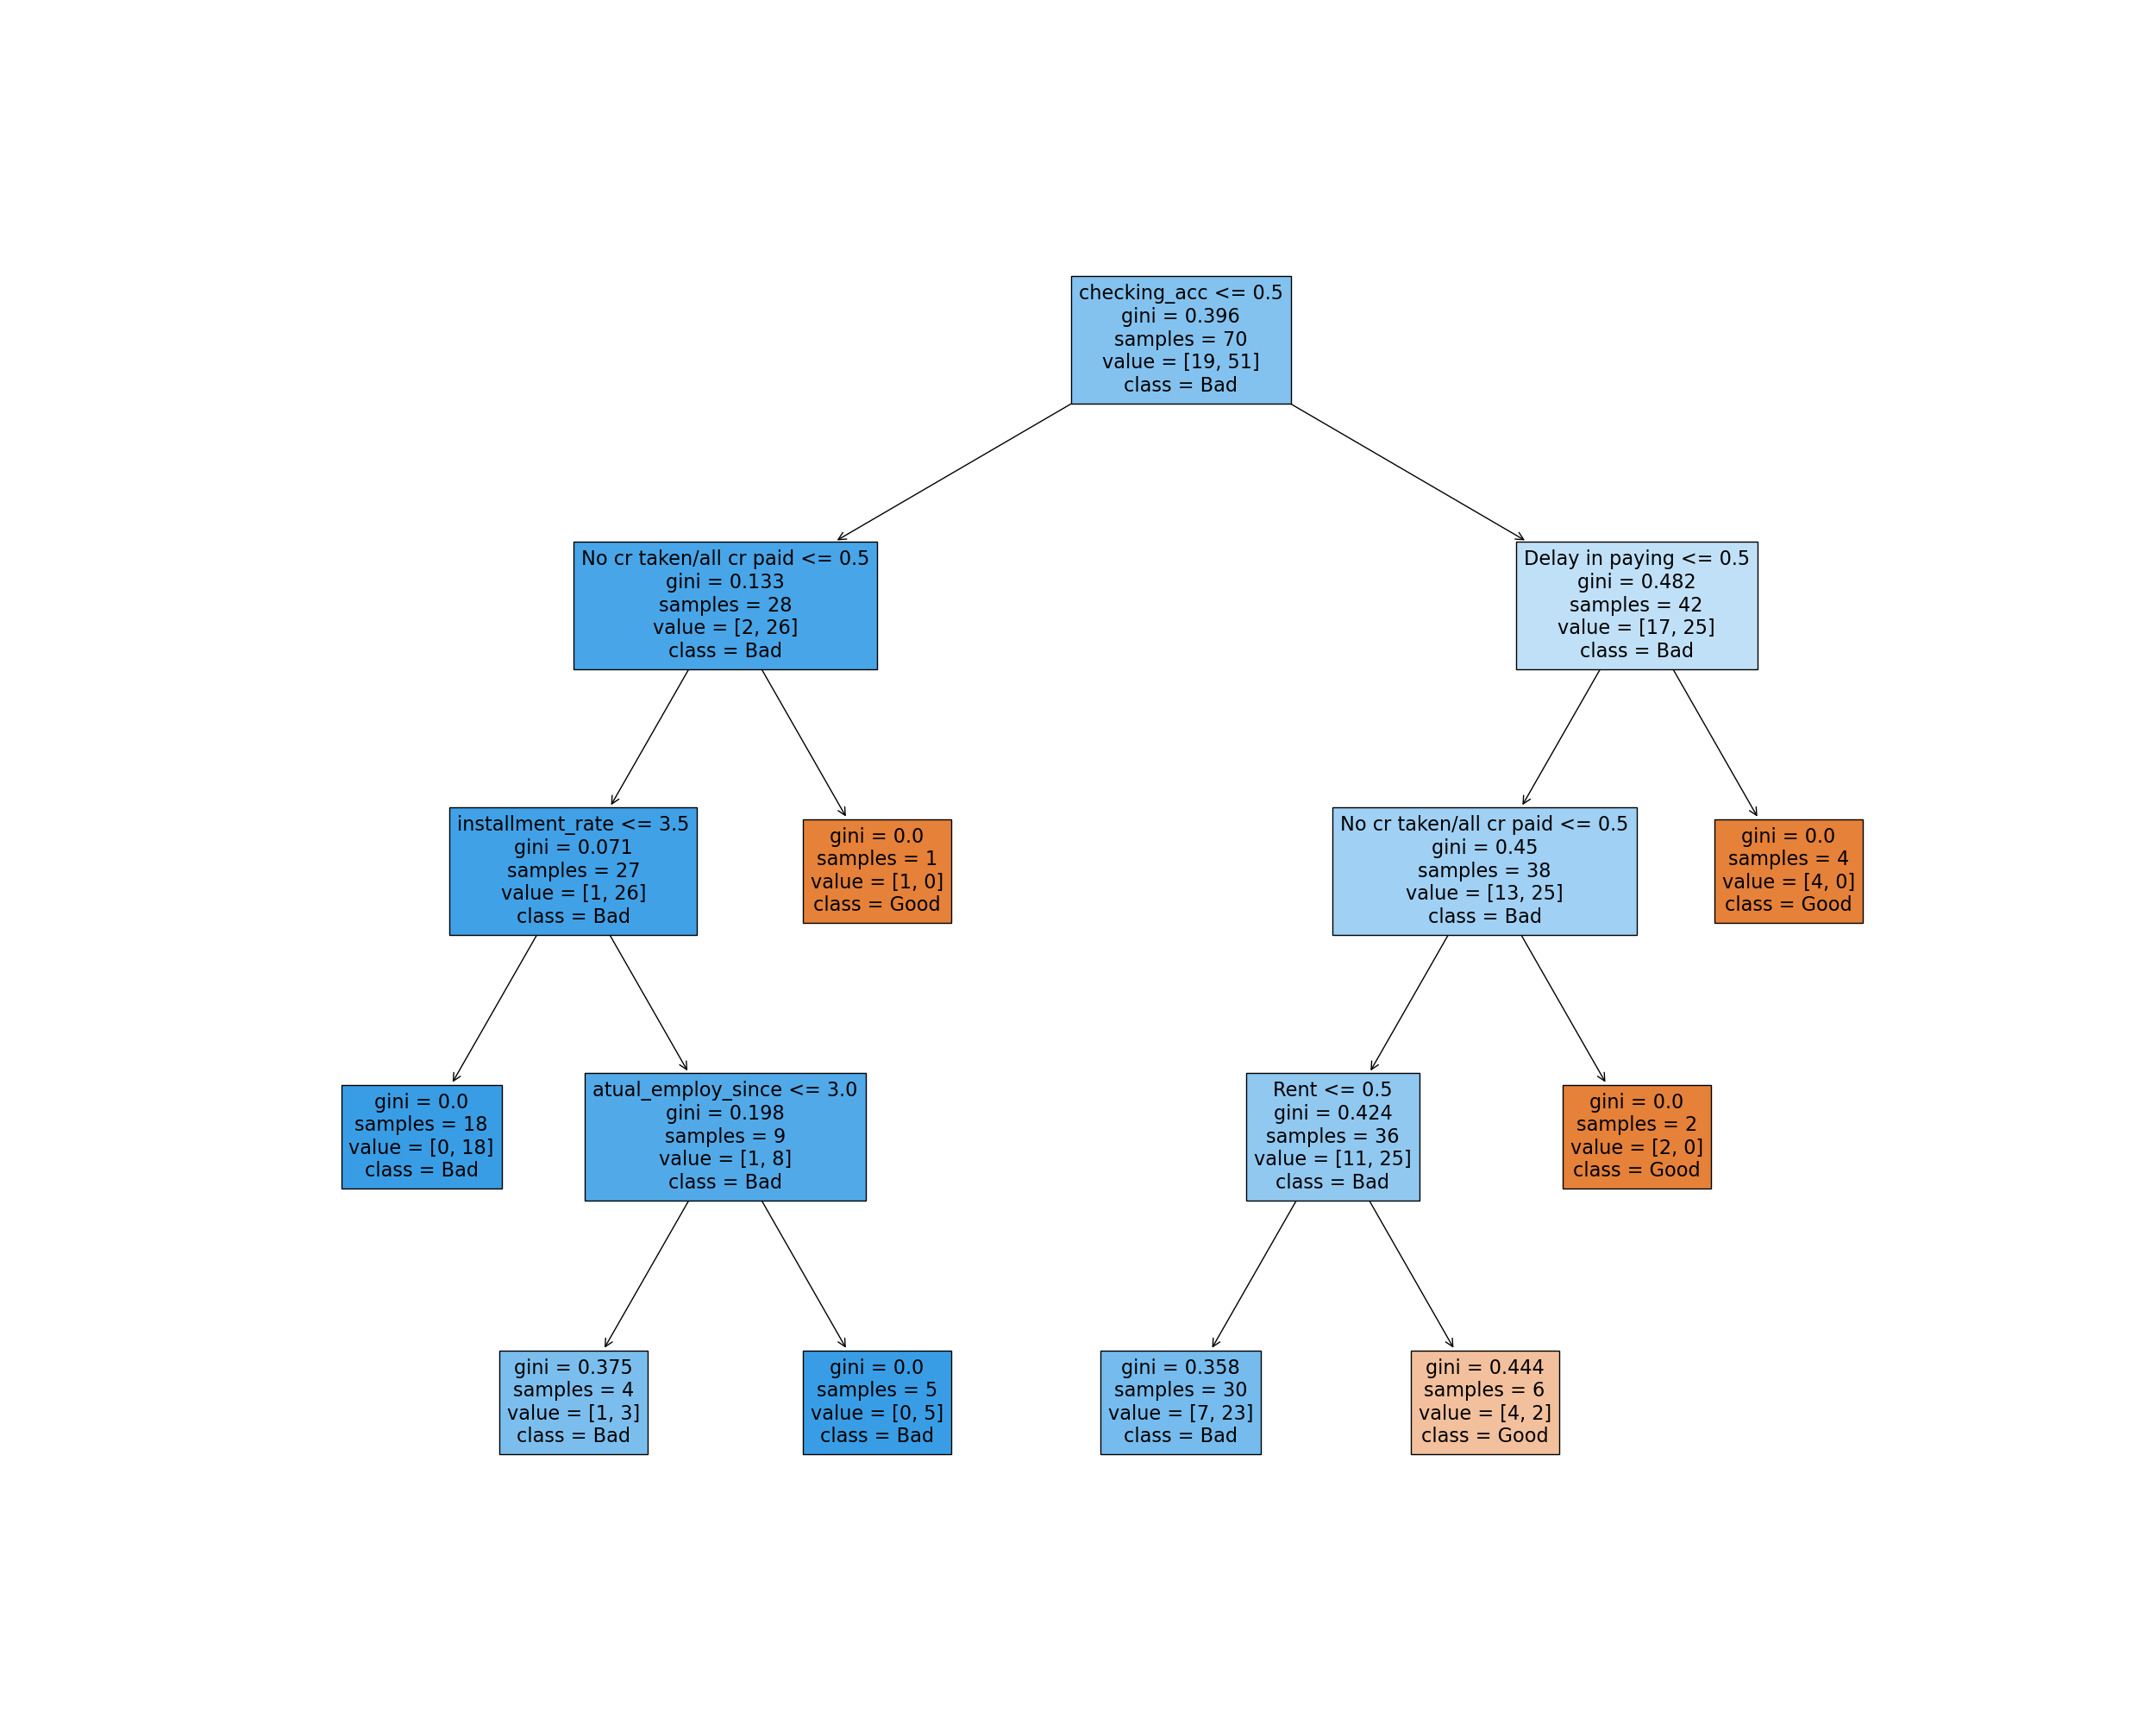 checking_acc <= 0.5
gini = 0.396
samples = 70
value = [19, 51]
class = Bad
No cr taken/all cr paid <= 0.5
gini = 0.133
samples = 28
value = [2, 26]
class = Bad
Delay in paying <= 0.5
gini = 0.482
samples = 42
value = [17, 25]
class = Bad
installment_rate <= 3.5
gini = 0.071
samples = 27
value = [1, 26]
class = Bad
gini = 0.0
samples = 1
value = [1, 0]
class = Good
No cr taken/all cr paid <= 0.5
gini = 0.45
samples = 38
value = [13, 25]
class = Bad
gini = 0.0
samples = 4
value = [4, 0]
class = Good
gini = 0.0
samples = 18
value = [0, 18]
class = Bad
atual_employ_since <= 3.0
gini = 0.198
samples = 9
value = [1, 8]
class = Bad
Rent <= 0.5
gini = 0.424
samples = 36
value = [11, 25]
class = Bad
gini = 0.0
samples = 2
value = [2, 0]
class = Good
gini = 0.375
samples = 4
value = [1, 3]
class = Bad
gini = 0.0
samples = 5
value = [0, 5]
class = Bad
gini = 0.358
samples = 30
value = [7, 23]
class = Bad
gini = 0.444
samples = 6
value = [4, 2]
class = Good